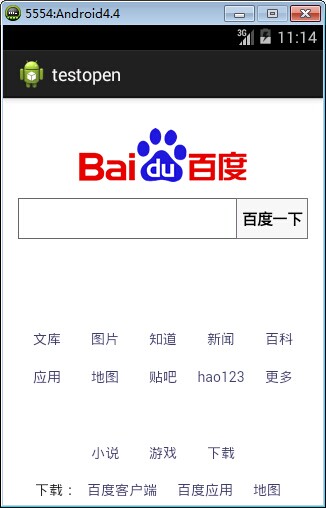 5554:Android4.4
3G 11:14
testopen
Bai du 百度
百度一下
文库 图片 知道 新闻 百科
应用 地图 贴吧 hao123 更多
小说 游戏 下载
下载： 百度客户端 百度应用 地图